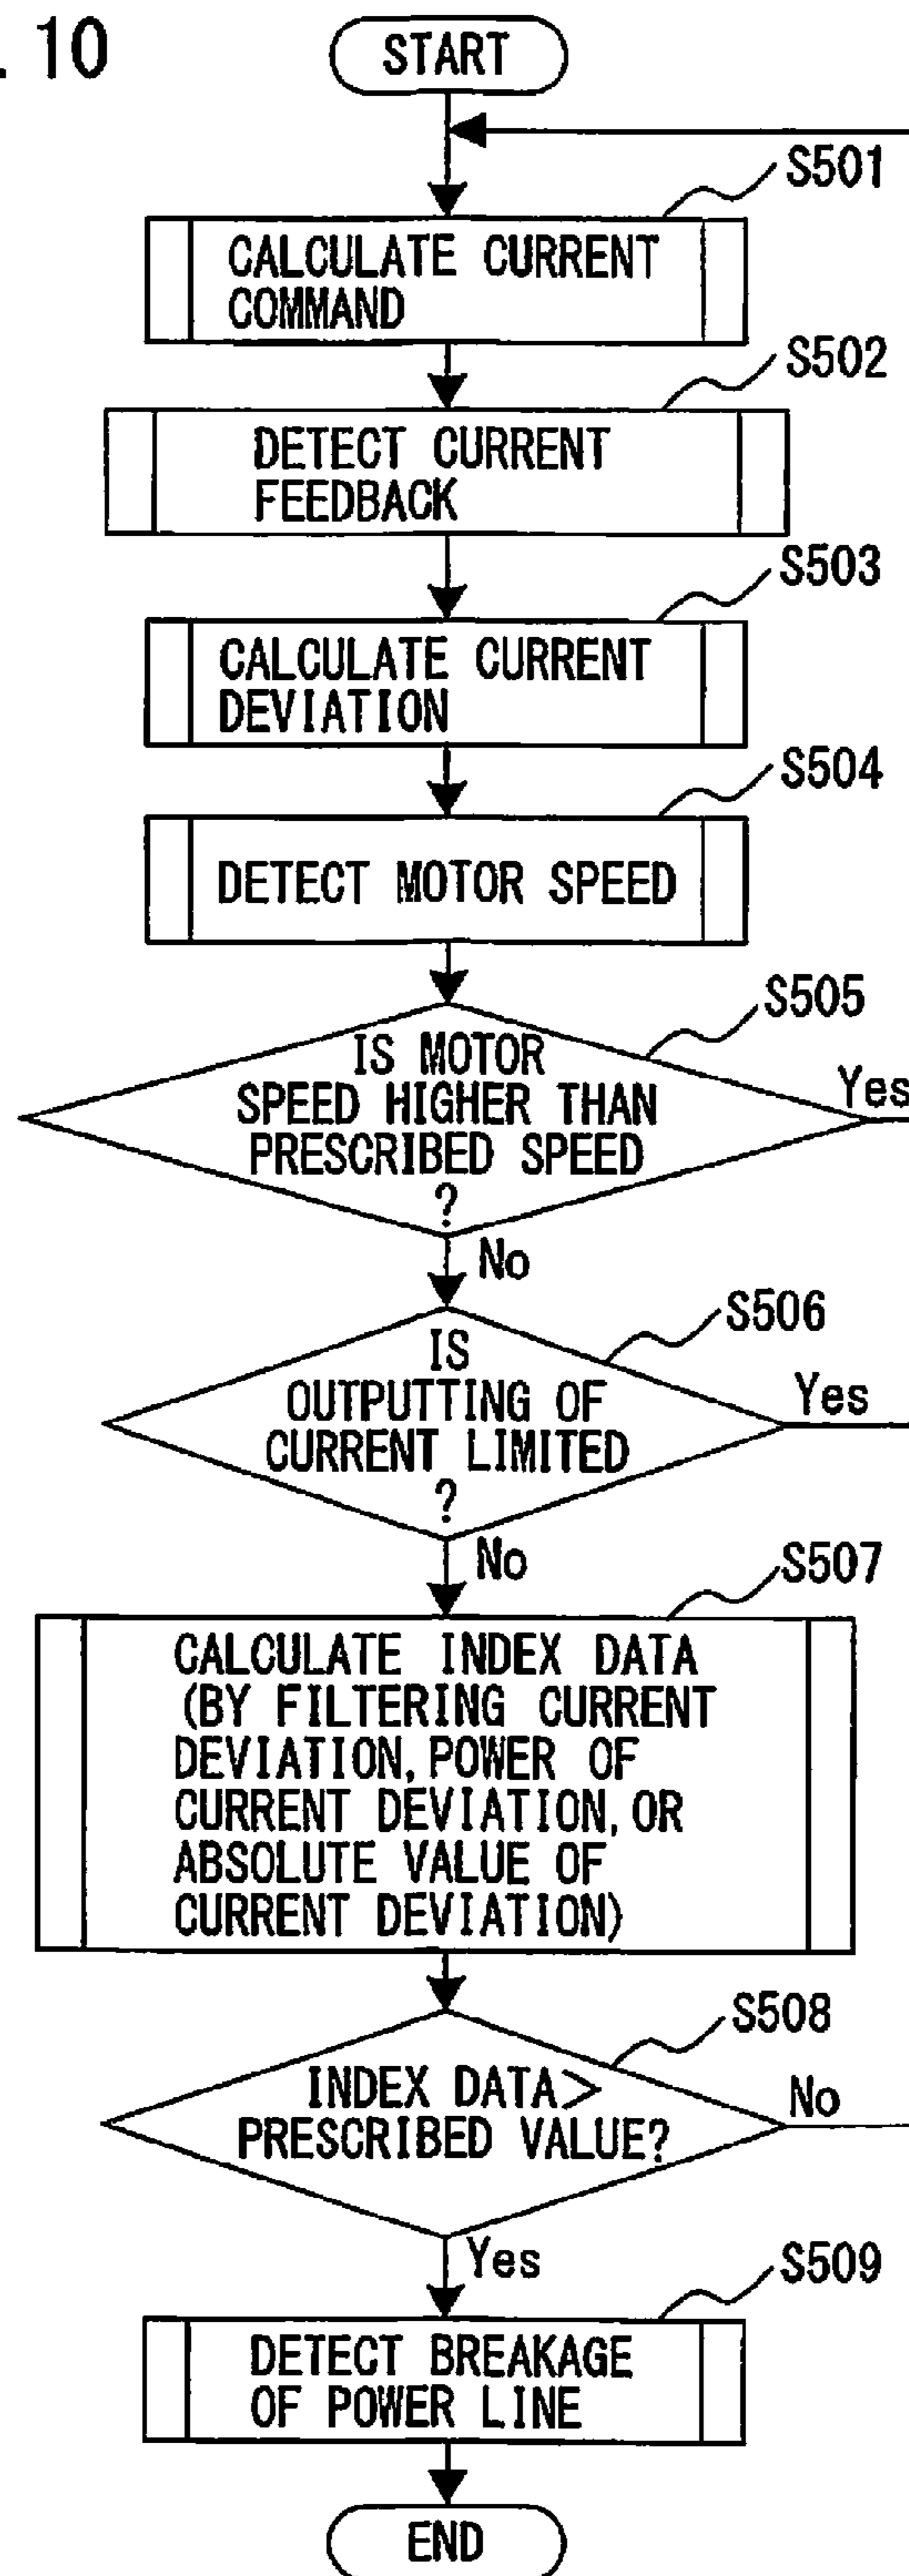 . 10
START
S501
CALCULATE CURRENT
COMMAND
S502
DETECT CURRENT
FEEDBACK
S503
CALCULATE CURRENT
DEVIATION
S504
DETECT MOTOR SPEED
S505
IS MOTOR
SPEED HIGHER THAN
PRESCRIBED SPEED
?
Yes
No
S506
IS
OUTPUTTING OF
CURRENT LIMITED
?
Yes
No
S507
CALCULATE INDEX DATA
(BY FILTERING CURRENT
DEVIATION, POWER OF
CURRENT DEVIATION, OR
ABSOLUTE VALUE OF
CURRENT DEVIATION)
S508
INDEX DATA>
PRESCRIBED VALUE?
No
Yes
S509
DETECT BREAKAGE
OF POWER LINE
END